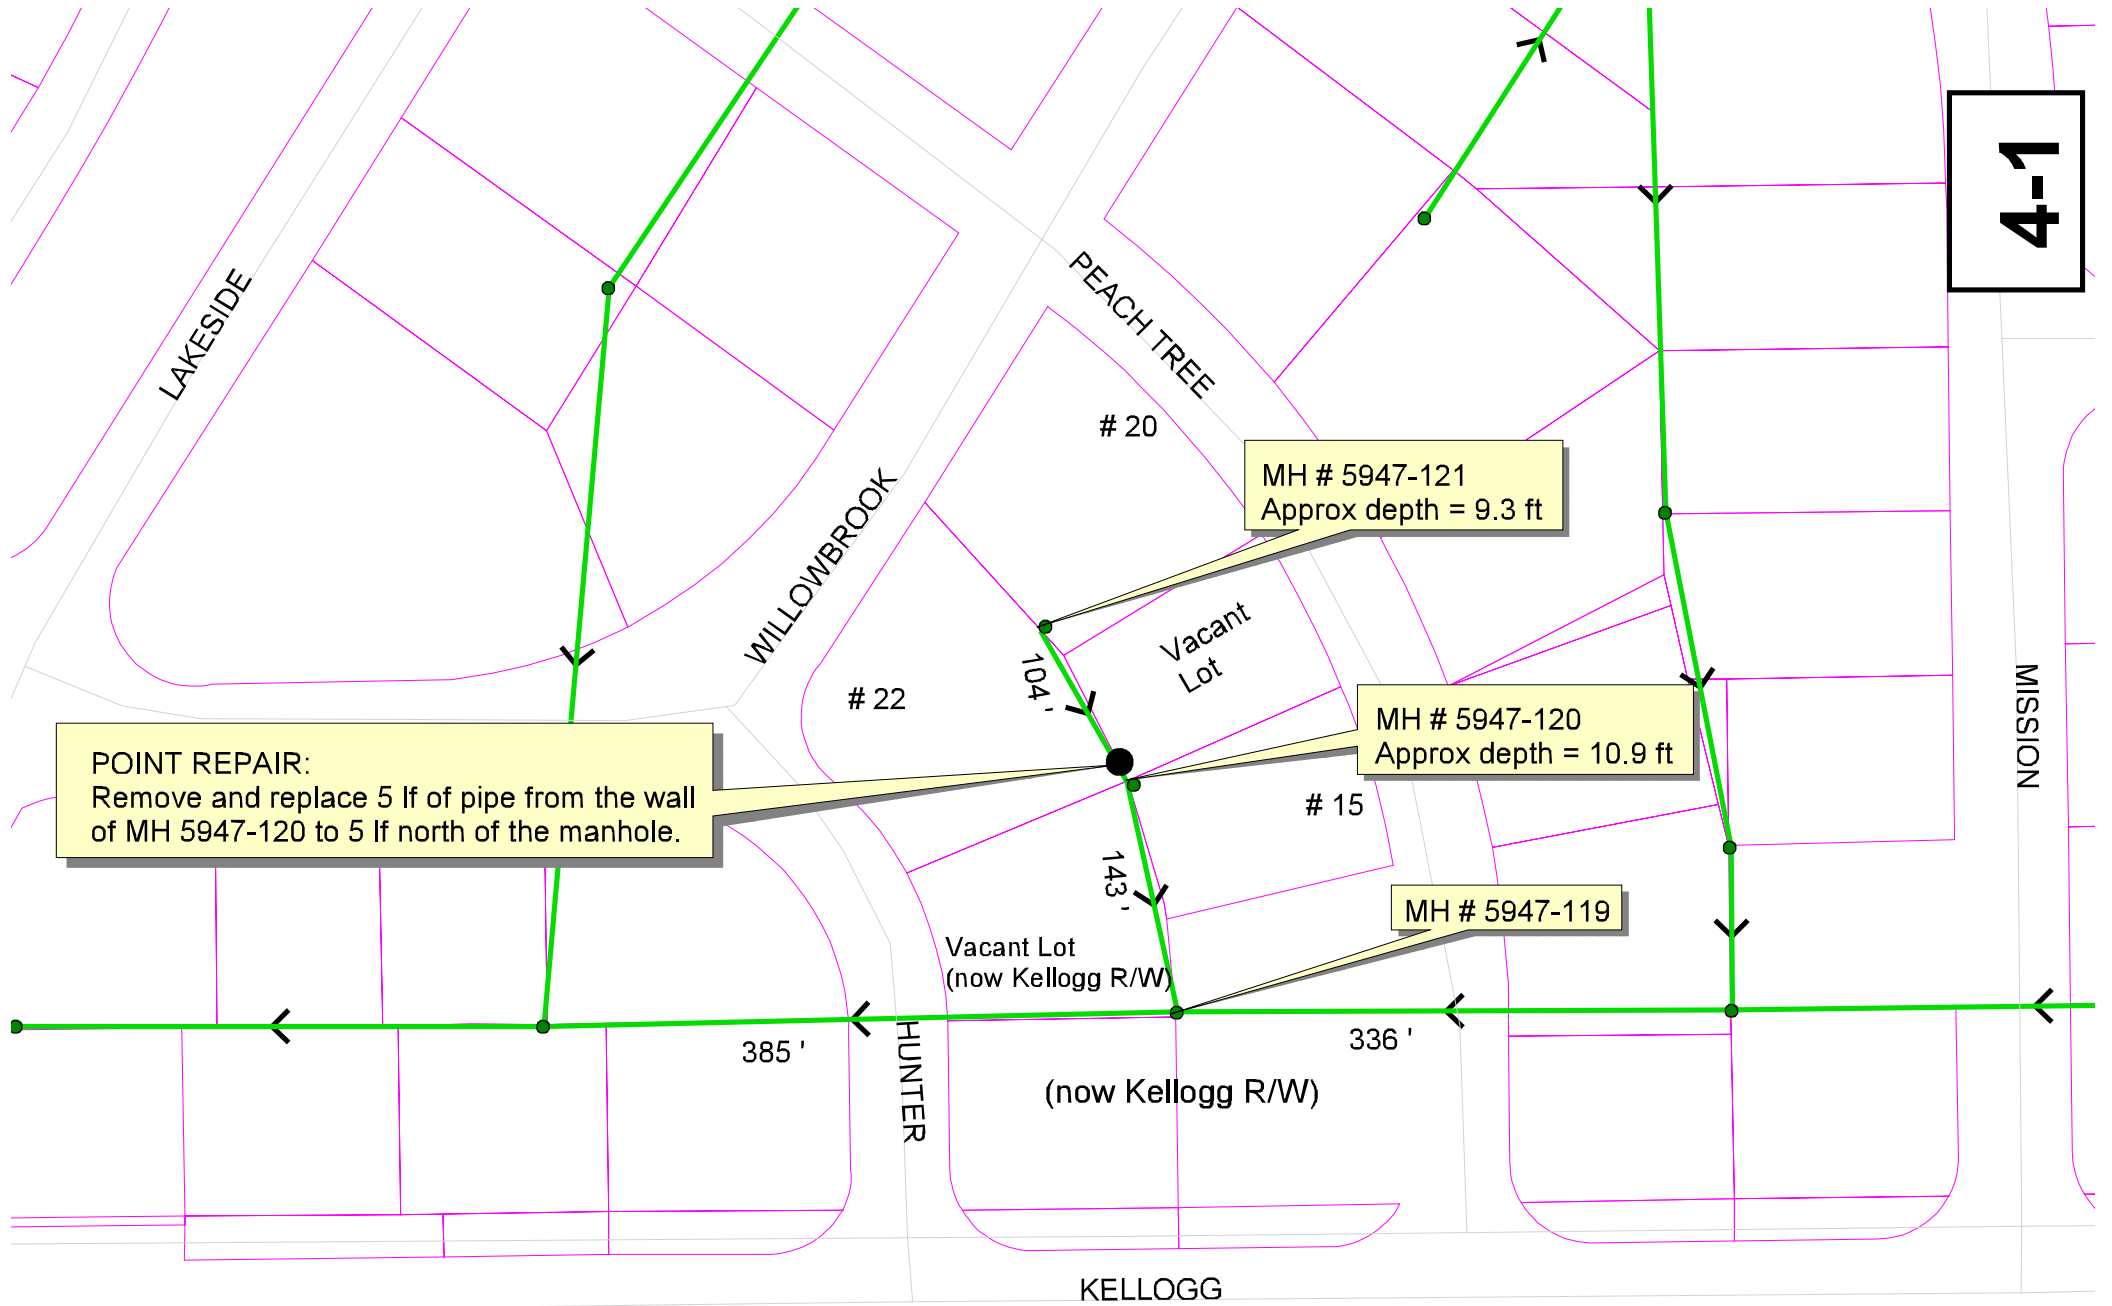 4-1
LAKESIDE
PEACH TREE
# 20
MH # 5947-121
Approx depth = 9.3 ft
WILLOWBROOK
Vacant
Lot
104 '
# 22
MISSION
MH # 5947-120
Approx depth = 10.9 ft
POINT REPAIR:
Remove and replace 5 lf of pipe from the wall
of MH 5947-120 to 5 lf north of the manhole.
# 15
143 '
MH # 5947-119
Vacant Lot
(now Kellogg R/W)
385 '
HUNTER
336 '
(now Kellogg R/W)
KELLOGG